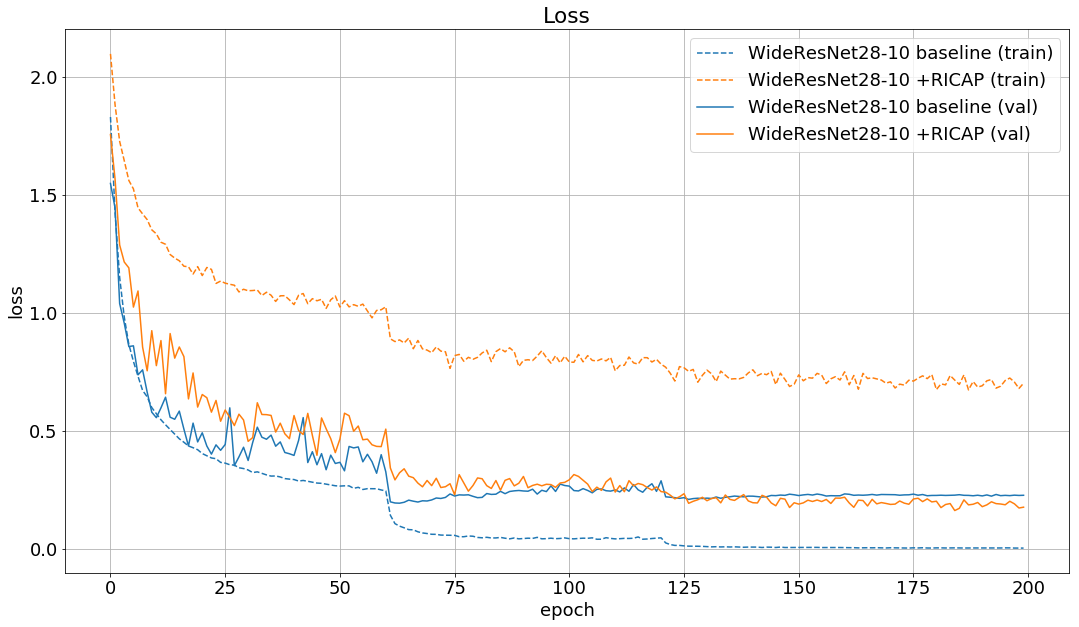 Loss
WideResNet28-10 baseline (train)
WideResNet28-10 +RICAP (train)
WideResNet28-10 baseline (val)
WideResNet28-10 +RICAP (val)
2.0
1.5
1.0
0.5
0.0
loss
0 25 50 75 100 125 150 175 200
epoch